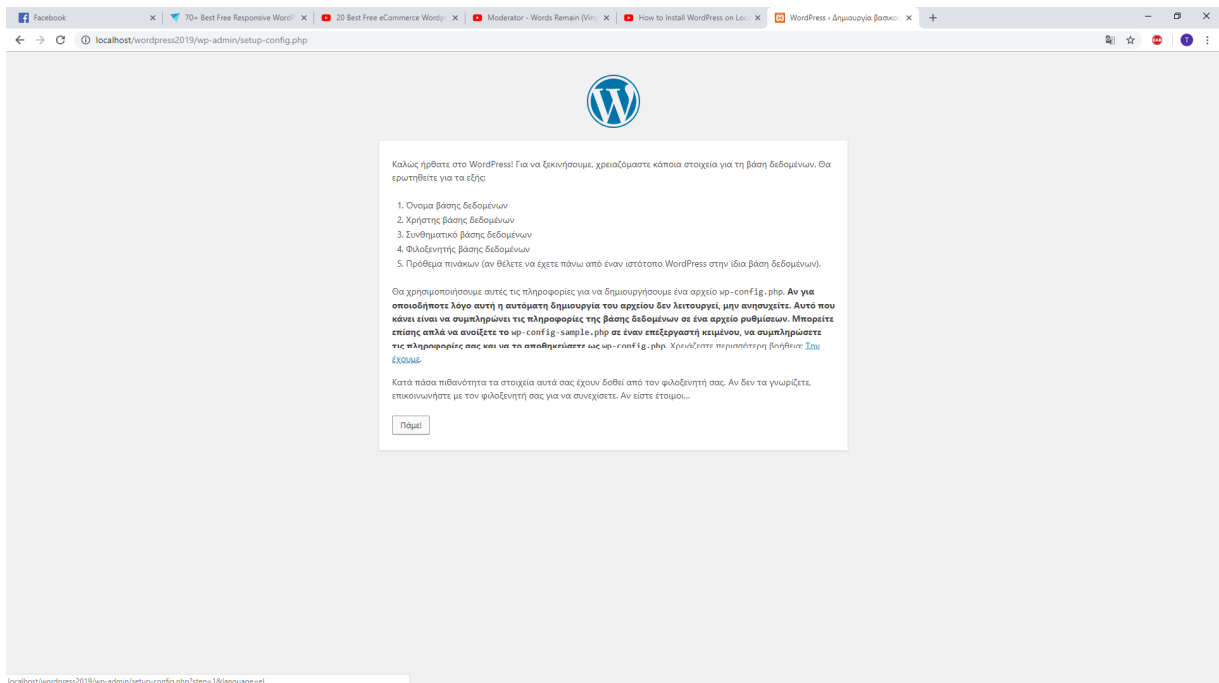 Facebook
70+ Best Free Responsive WordP
20 Best Free eCommerce Wordpr
Moderator - Words Remain (Viny
How to Install WordPress on Loc
WordPress › Δημιουργία βασικο
localhost/wordpress2019/wp-admin/setup-config.php
T
Καλώς ήρθατε στο WordPress! Για να ξεκινήσουμε, χρειαζόμαστε κάποια στοιχεία για τη βάση δεδομένων. Θα
ερωτηθείτε για τα εξής:
1. Όνομα βάσης δεδομένων
2. Χρήστης βάσης δεδομένων
3. Συνθηματικό βάσης δεδομένων
4. Φιλοξενητής βάσης δεδομένων
5. Πρόθεμα πινάκων (αν θέλετε να έχετε πάνω από έναν ιστότοπο WordPress στην ίδια βάση δεδομένων).
Θα χρησιμοποιήσουμε αυτές τις πληροφορίες για να δημιουργήσουμε ένα αρχείο wp-config.php. Αν για
οποιοδήποτε λόγο αυτή η αυτόματη δημιουργία του αρχείου δεν λειτουργεί, μην ανησυχείτε. Αυτό που
κάνει είναι να συμπληρώνει τις πληροφορίες της βάσης δεδομένων σε ένα αρχείο ρυθμίσεων. Μπορείτε
επίσης απλά να ανοίξετε το wp-config-sample.php σε έναν επεξεργαστή κειμένου, να συμπληρώσετε
τις πληροφορίες σας και να το αποθηκεύσετε ως wp-config.php. Χρειάζεστε περισσότερη βοήθεια; Την
έχουμε.
Κατά πάσα πιθανότητα τα στοιχεία αυτά σας έχουν δοθεί από τον φιλοξενητή σας. Αν δεν τα γνωρίζετε,
επικοινωνήστε με τον φιλοξενητή σας για να συνεχίσετε. Αν είστε έτοιμοι...
Πάμε!
localhost/wordpress2019/wp-admin/setup-config.php?step=1&language=el